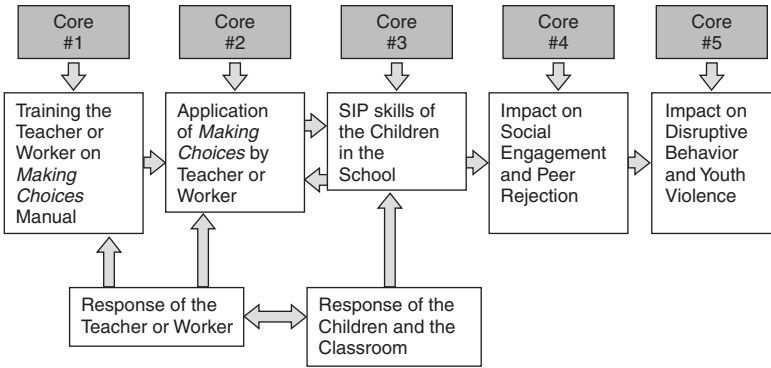 Core
#1
Core
#2
Core
#3
Core
#4
Core
#5
Training the
Teacher or
Worker on
Making
Choices
Manual
Application
of Making
Choices by
Teacher or
Worker
SIP skills of
the Children
in the
School
Impact on
Social
Engagement
and Peer
Rejection
Impact on
Disruptive
Behavior
and Youth
Violence
Response of the
Teacher or Worker
Response of the
Children and the
Classroom